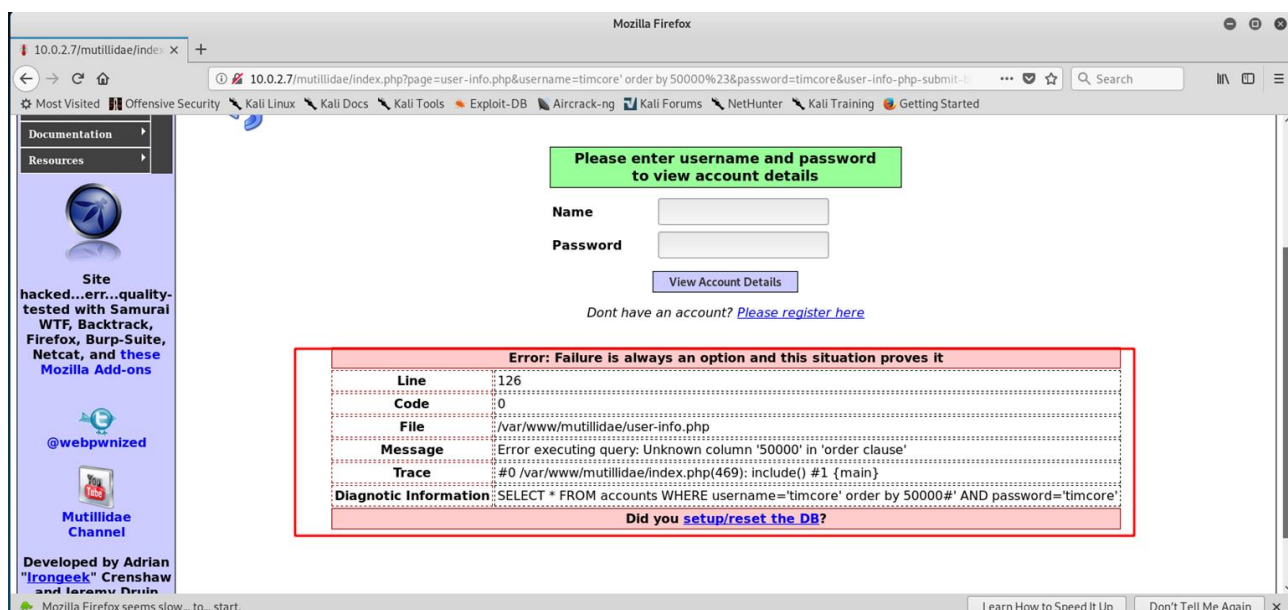 Mozilla Firefox
10.0.2.7/mutillidae/index
10.0.2.7/mutillidae/index.php?page=user-info.php&username=timcore' order by 50000%23&password=timcore&user-info-php-submit-b
Search
Most Visited Offensive Security Kali Linux Kali Docs Kali Tools Exploit-DB Aircrack-ng Kali Forums NetHunter Kali Training Getting Started
Documentation
Resources
Please enter username and password
to view account details
Name
Password
View Account Details
Dont have an account? Please register here
Site
hacked...err...quality-
tested with Samurai
WTF, Backtrack,
Firefox, Burp-Suite,
Netcat, and these
Mozilla Add-ons
@webpwnized
You
Tube
Mutillidae
Channel
Developed by Adrian
"Irongeek" Crenshaw
and Jeremy Druin
Error: Failure is always an option and this situation proves it
Line 126
Code 0
File /var/www/mutillidae/user-info.php
Message Error executing query: Unknown column '50000' in 'order clause'
Trace #0 /var/www/mutillidae/index.php(469): include() #1 {main}
Diagnotic Information SELECT * FROM accounts WHERE username='timcore' order by 50000#' AND password='timcore'
Did you setup/reset the DB?
Mozilla Firefox seems slow... to... start.
Learn How to Speed It Up
Don't Tell Me Again